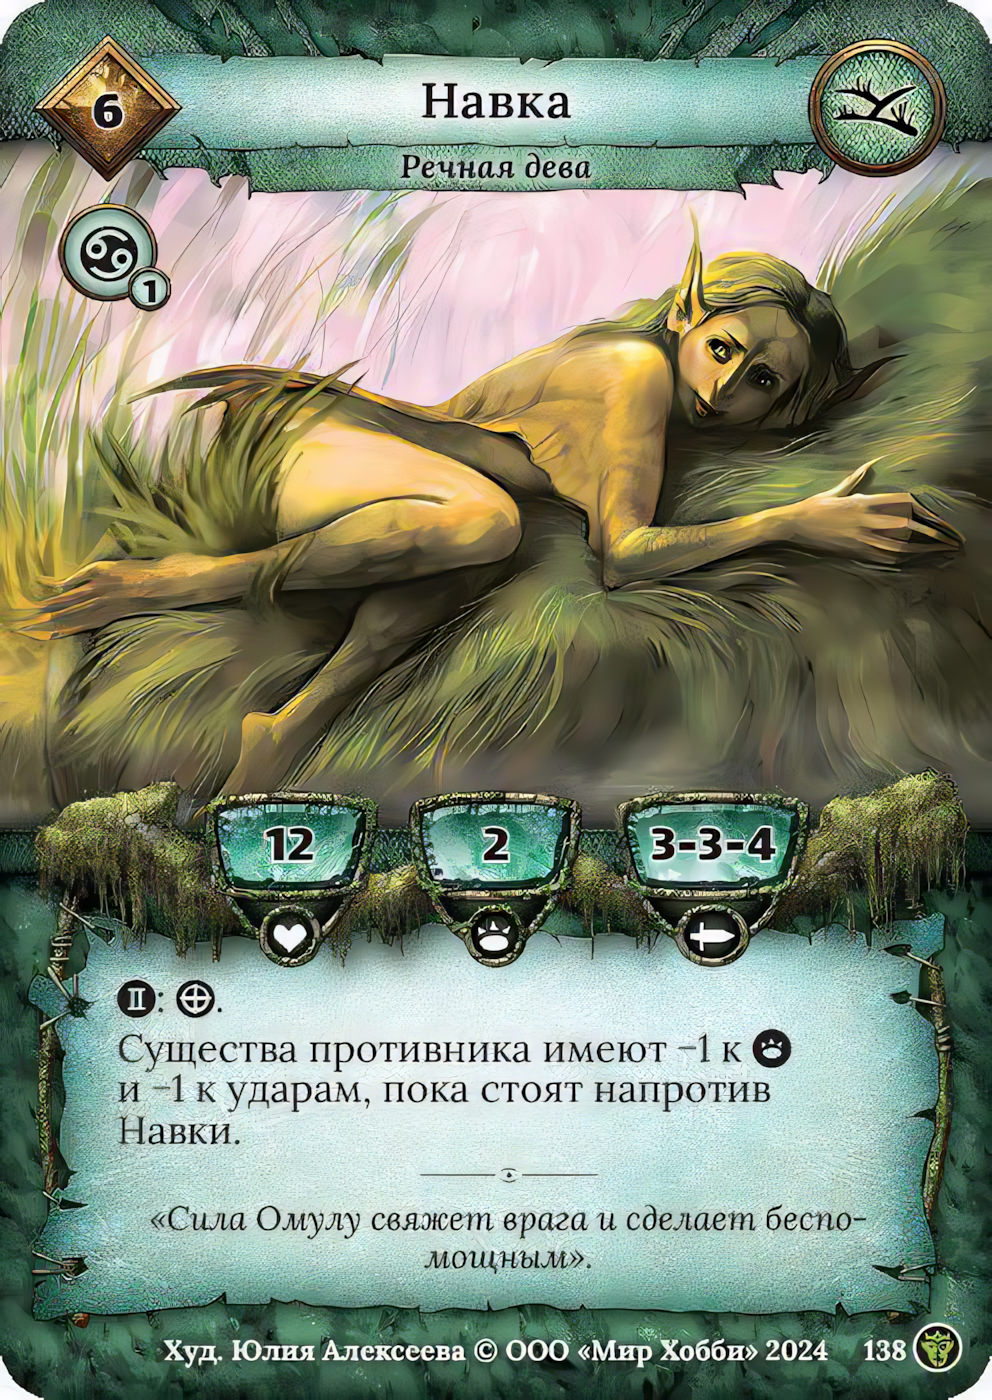 6
Навка
Речная дева
1
12
2
3-3-4
II: .
Существа противника имеют –1 к
и –1 к ударам, пока стоят напротив
Навки.
«Сила Омулу свяжет врага и сделает беспо-
мощным».
Худ. Юлия Алексеева © ООО «Мир Хобби» 2024 138